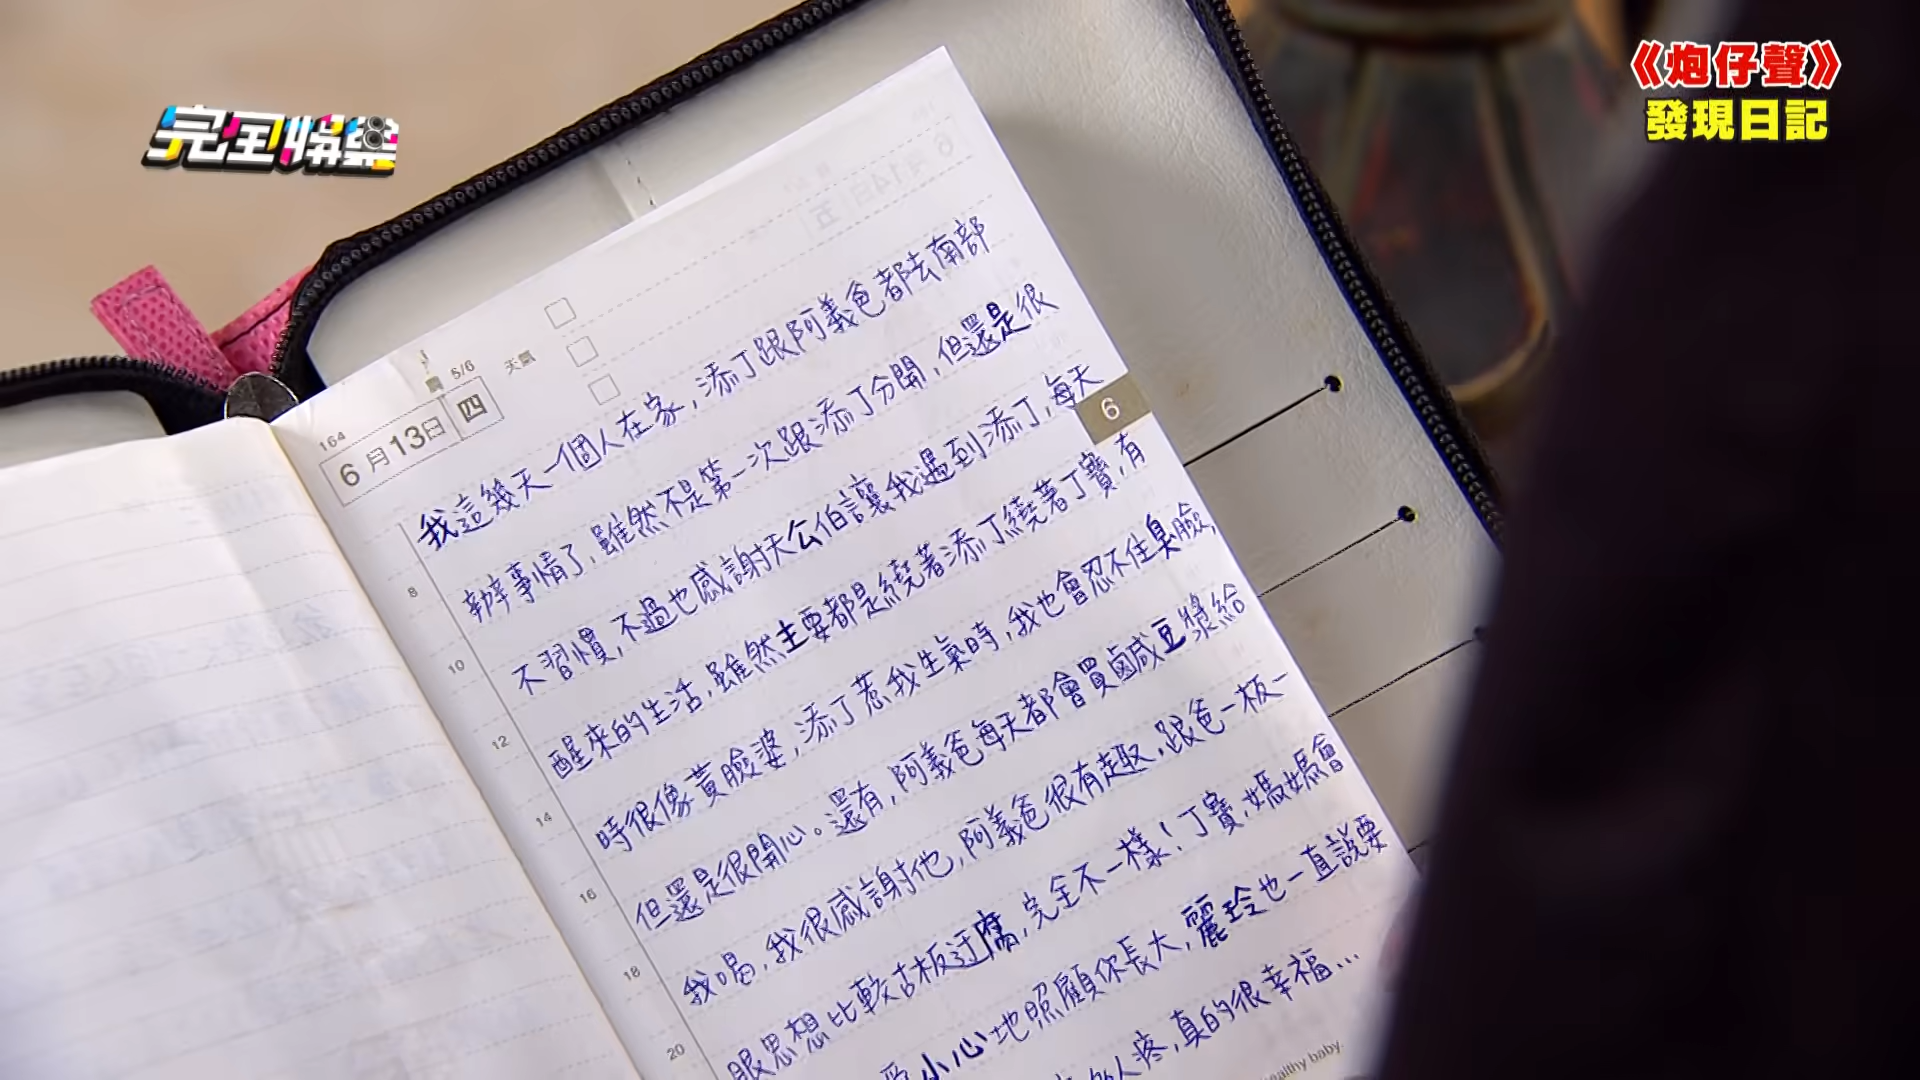 完全娛樂
《炮仔聲》
發現日記
164
5/6
天氣
6月13日 四
6
我這幾天一個人在家，添丁跟阿義爸都去南部
辦事情了，雖然不是第一次跟添丁分開，但還是很
不習慣，不過也感謝天公伯讓我遇到添丁，每天
醒來的生活，雖然主要都是繞著添丁繞著丁寶，有
時很像黃臉婆，添丁惹我生氣時，我也會忍不住臭臉，
但還是很開心。還有，阿義爸每天都會買鹹豆漿給
我喝，我很感謝他，阿義爸很有趣，跟爸一板一
眼思想比較古板迂腐，完全不一樣！丁寶，媽媽會
小心地照顧你長大，麗玲也一直說要
人疼，真的很幸福…
8
10
12
14
16
18
20
healthy baby.